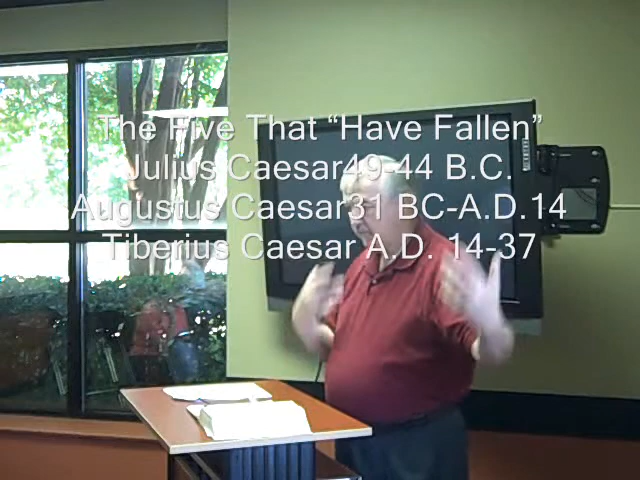 The Five That “Have Fallen”
Julius Caesar49-44 B.C.
Augustus Caesar31 BC-A.D.14
Tiberius Caesar A.D. 14-37